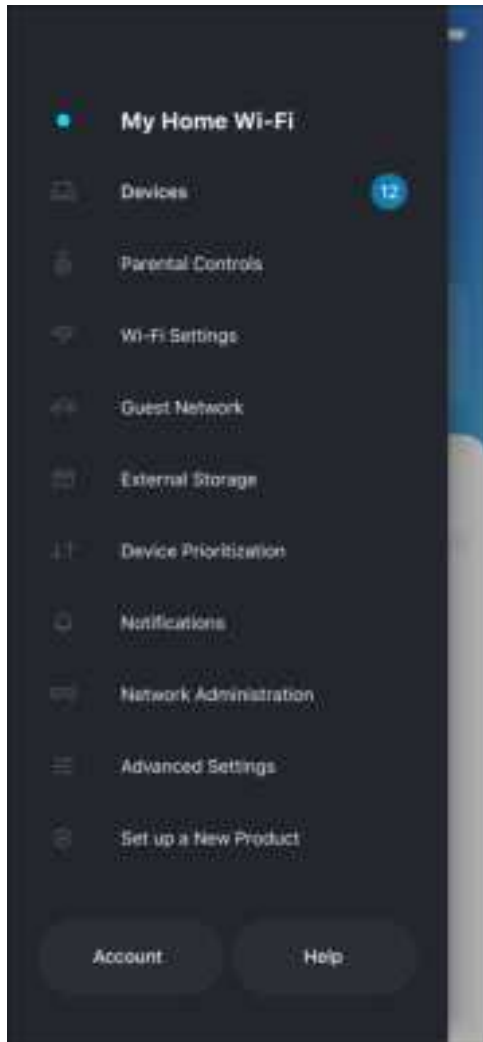 My Home Wi-Fi
Devices
12
Parental Controls
Wi-Fi Settings
Guest Network
External Storage
Device Prioritization
Notifications
Network Administration
Advanced Settings
Set up a New Product
Account
Help